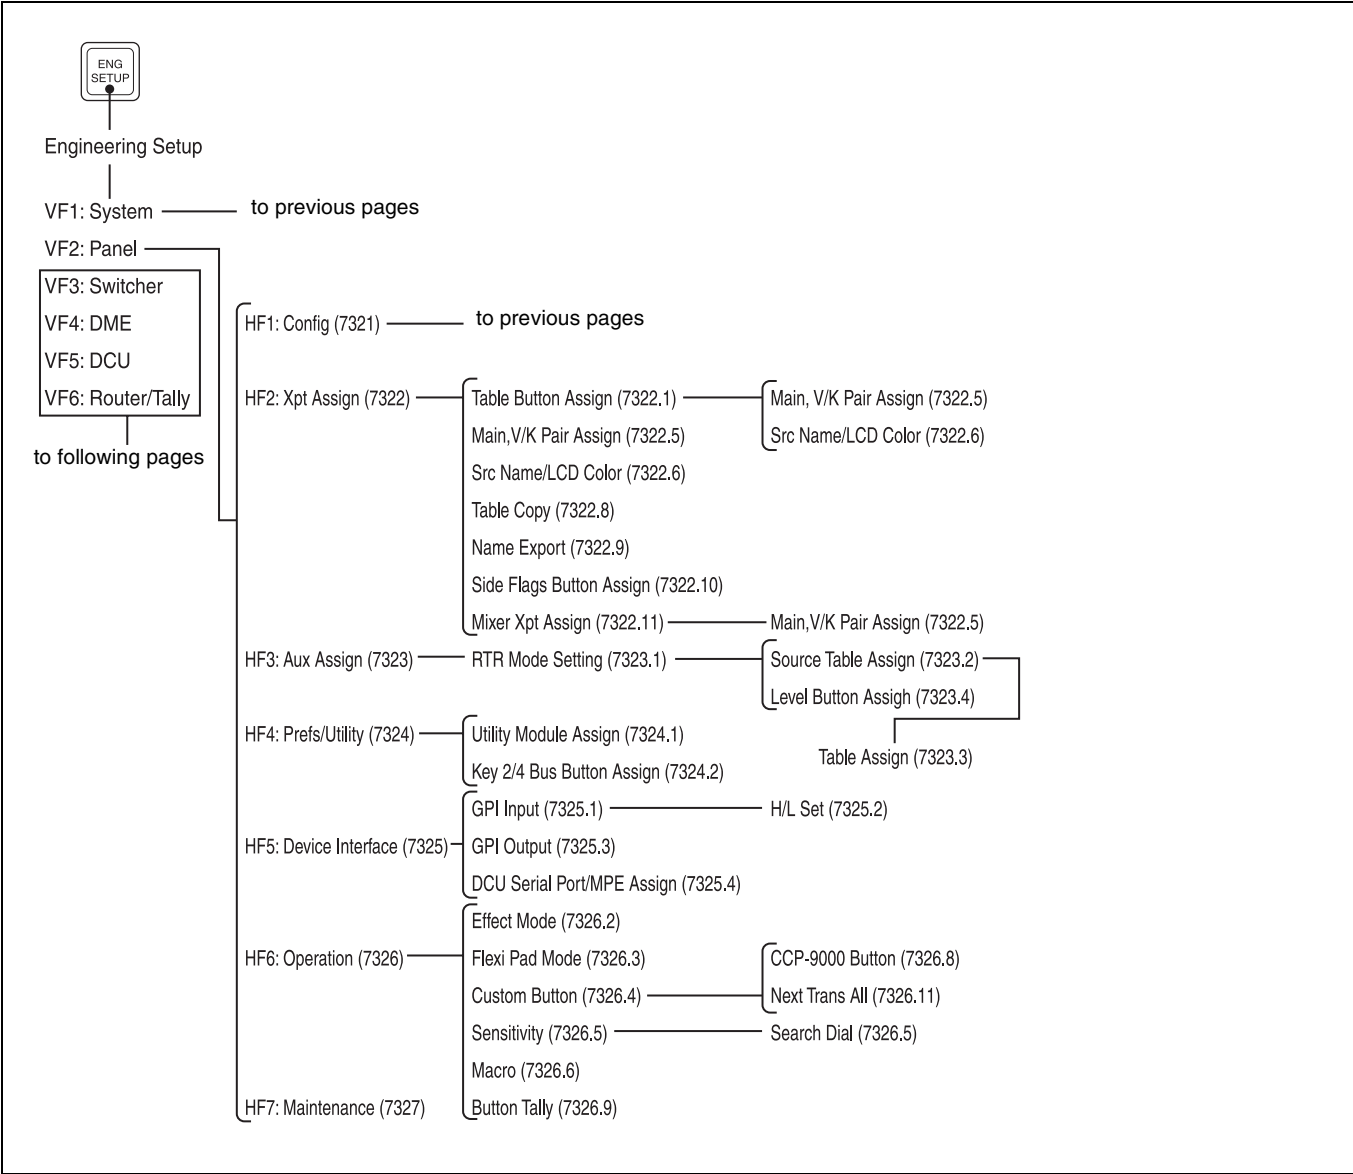 ENG
SETUP
Engineering Setup
VF1: System
to previous pages
VF2: Panel
VF3: Switcher
VF4: DME
VF5: DCU
VF6: Router/Tally
to following pages
HF1: Config (7321)
to previous pages
HF2: Xpt Assign (7322)
Table Button Assign (7322.1)
Main, V/K Pair Assign (7322.5)
Src Name/LCD Color (7322.6)
Main,V/K Pair Assign (7322.5)
Src Name/LCD Color (7322.6)
Table Copy (7322.8)
Name Export (7322.9)
Side Flags Button Assign (7322.10)
Mixer Xpt Assign (7322.11)
Main,V/K Pair Assign (7322.5)
HF3: Aux Assign (7323)
RTR Mode Setting (7323.1)
Source Table Assign (7323.2)
Level Button Assigh (7323.4)
Table Assign (7323.3)
HF4: Prefs/Utility (7324)
Utility Module Assign (7324.1)
Key 2/4 Bus Button Assign (7324.2)
HF5: Device Interface (7325)
GPI Input (7325.1)
H/L Set (7325.2)
GPI Output (7325.3)
DCU Serial Port/MPE Assign (7325.4)
HF6: Operation (7326)
Effect Mode (7326.2)
Flexi Pad Mode (7326.3)
Custom Button (7326.4)
CCP-9000 Button (7326.8)
Next Trans All (7326.11)
Sensitivity (7326.5)
Search Dial (7326.5)
Macro (7326.6)
Button Tally (7326.9)
HF7: Maintenance (7327)